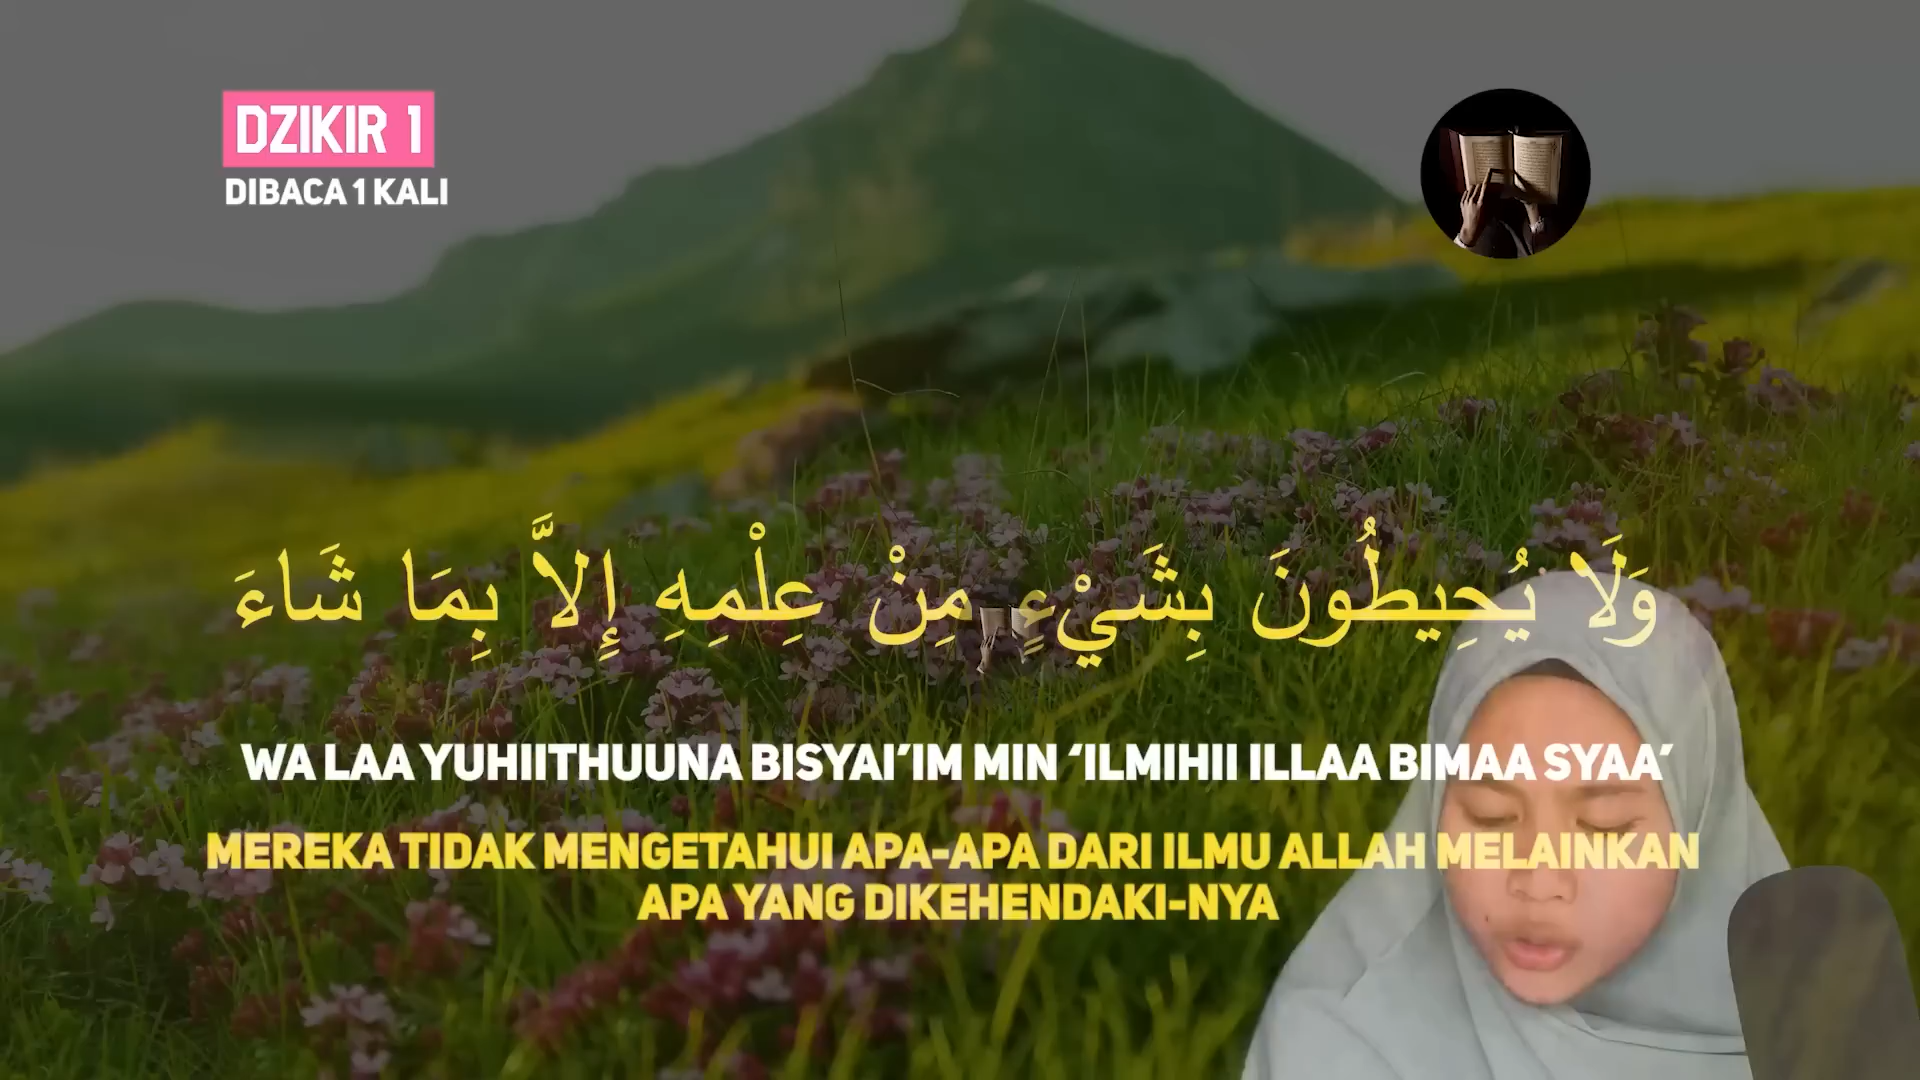 DZIKIR 1
DIBACA 1 KALI
وَلَا يُحِيطُونَ بِشَيْءٍ مِنْ عِلْمِهِ إِلاَّ بِمَا شَاءَ
WA LAA YUHIITHUUNA BISYAI’IM MIN ‘ILMIHII ILLAA BIMAA SYAA’
MEREKA TIDAK MENGETAHUI APA-APA DARI ILMU ALLAH MELAINKAN
APA YANG DIKEHENDAKI-NYA